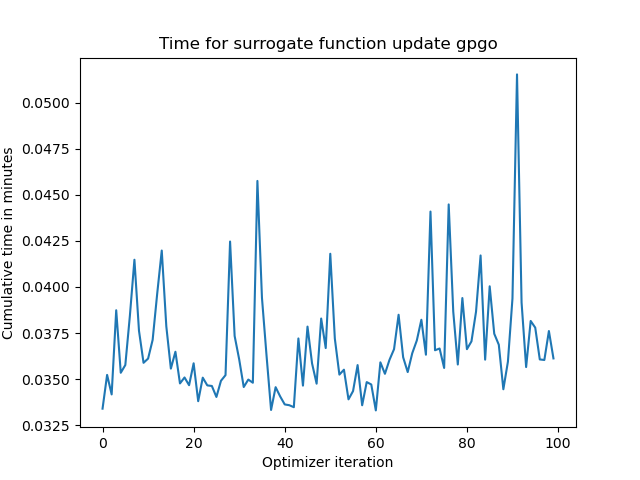 Time for surrogate function update gpgo
Cumulative time in minutes
0.0500
0.0475
0.0450
0.0425
0.0400
0.0375
0.0350
0.0325
0 20 40 60 80 100
Optimizer iteration